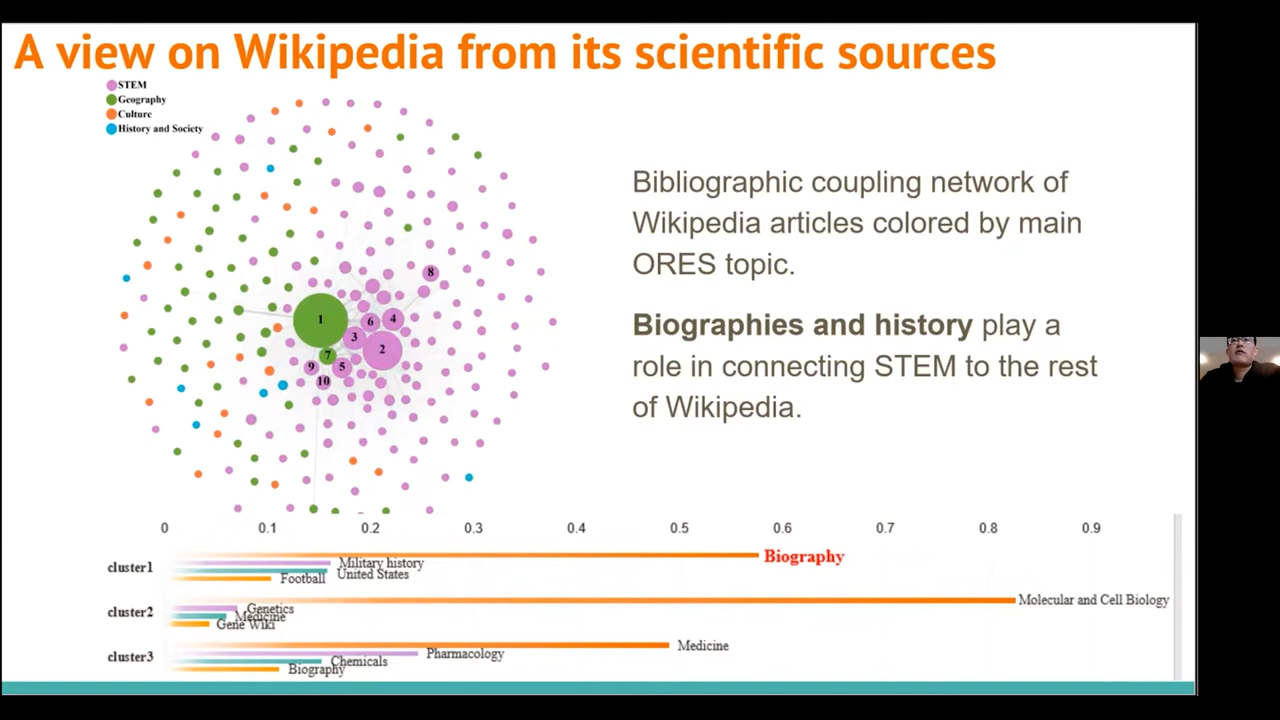 A view on Wikipedia from its scientific sources
STEM
Geography
Culture
History and Society
8
1
6
4
3
2
7
9
5
10
Bibliographic coupling network of
Wikipedia articles colored by main
ORES topic.
Biographies and history play a
role in connecting STEM to the rest
of Wikipedia.
0 0.1 0.2 0.3 0.4 0.5 0.6 0.7 0.8 0.9
cluster1
Biography
Military history
United States
Football
cluster2
Molecular and Cell Biology
Genetics
Medicine
Gene Wiki
cluster3
Medicine
Pharmacology
Chemicals
Biography